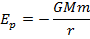 E_p = − GMm / r